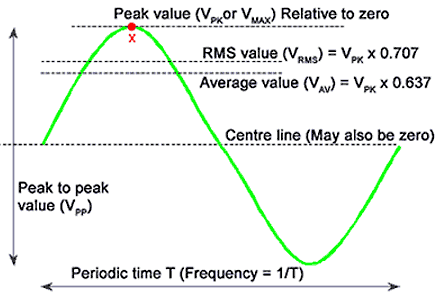 Peak value (VPK or VMAX) Relative to zero
x
RMS value (VRMS) = VPK x 0.707
Average value (VAV) = VPK x 0.637
Centre line (May also be zero)
Peak to peak
value (VPP)
Periodic time T (Frequency = 1/T)